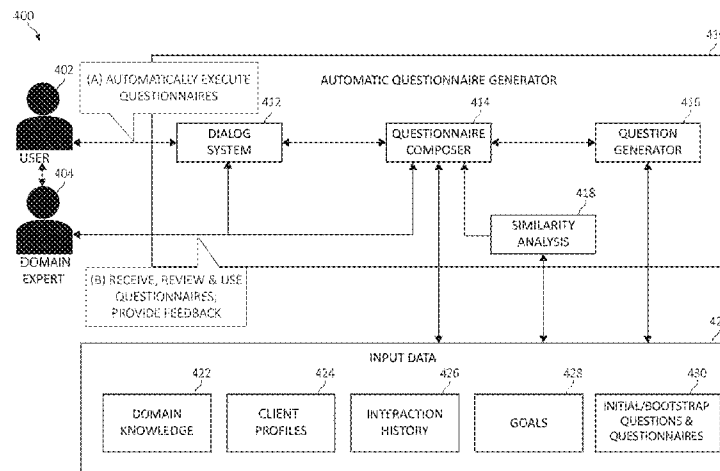 400
402
(A) AUTOMATICALLY EXECUTE
QUESTIONNAIRES
AUTOMATIC QUESTIONNAIRE GENERATOR
412
414
416
DIALOG
SYSTEM
QUESTIONNAIRE
COMPOSER
QUESTION
GENERATOR
USER
404
418
SIMILARITY
ANALYSIS
DOMAIN
EXPERT
(B) RECEIVE, REVIEW & USE
QUESTIONNAIRES;
PROVIDE FEEDBACK
INPUT DATA
422
424
426
428
430
DOMAIN
KNOWLEDGE
CLIENT
PROFILES
INTERACTION
HISTORY
GOALS
INITIAL/BOOTSTRAP
QUESTIONS &
QUESTIONNAIRES